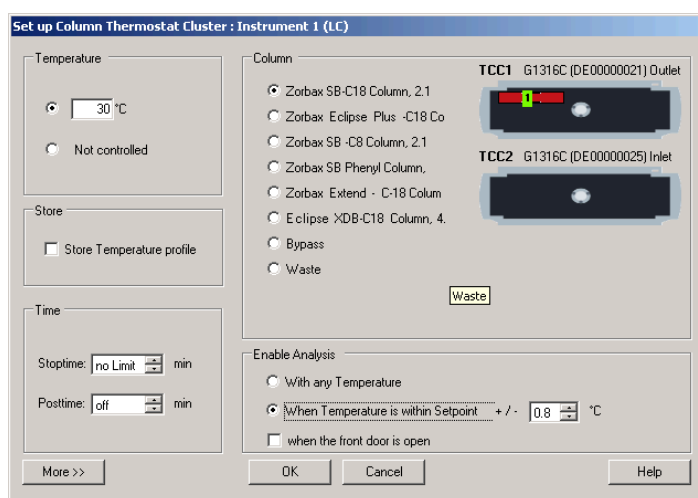 Set up Column Thermostat Cluster : Instrument 1 (LC)
Temperature
30 °C
Not controlled
Store
Store Temperature profile
Time
Stoptime: no Limit min
Posttime: off min
Column
Zorbax SB-C18 Column, 2.1
Zorbax Eclipse Plus -C18 Co
Zorbax SB -C8 Column, 2.1
Zorbax SB Phenyl Column,
Zorbax Extend - C-18 Colum
Eclipse XDB-C18 Column, 4.
Bypass
Waste
TCC1 G1316C (DE00000021) Outlet
1
TCC2 G1316C (DE00000025) Inlet
Waste
Enable Analysis
With any Temperature
When Temperature is within Setpoint + / - 0.8 °C
when the front door is open
More >>
OK
Cancel
Help